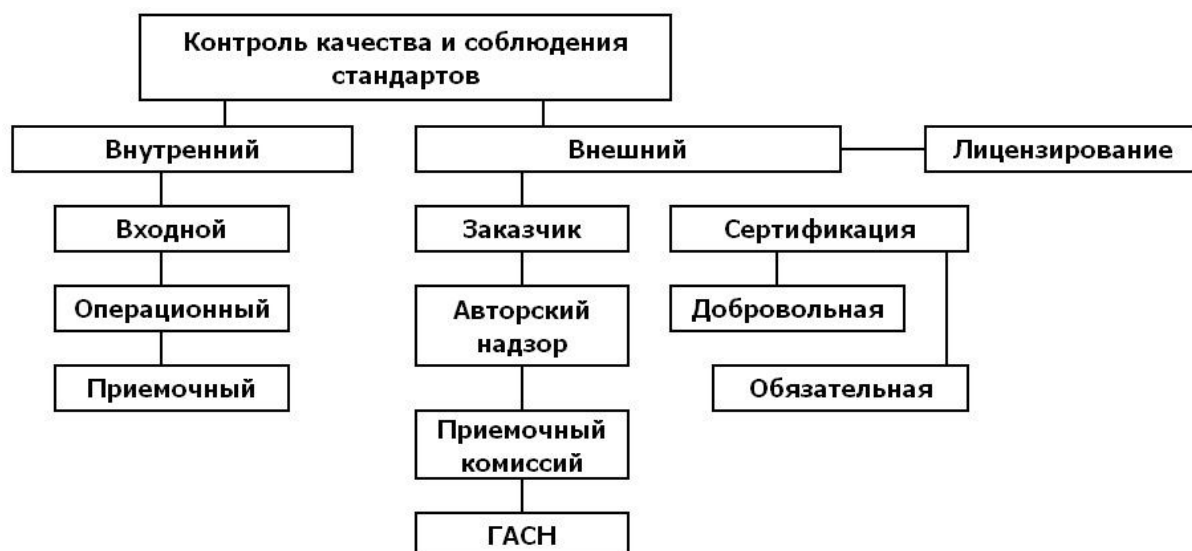 Контроль качества и соблюдения
стандартов
Внутренний
Внешний
Лицензирование
Входной
Заказчик
Сертификация
Операционный
Авторский
надзор
Добровольная
Приемочный
Обязательная
Приемочный
комиссий
ГАСН